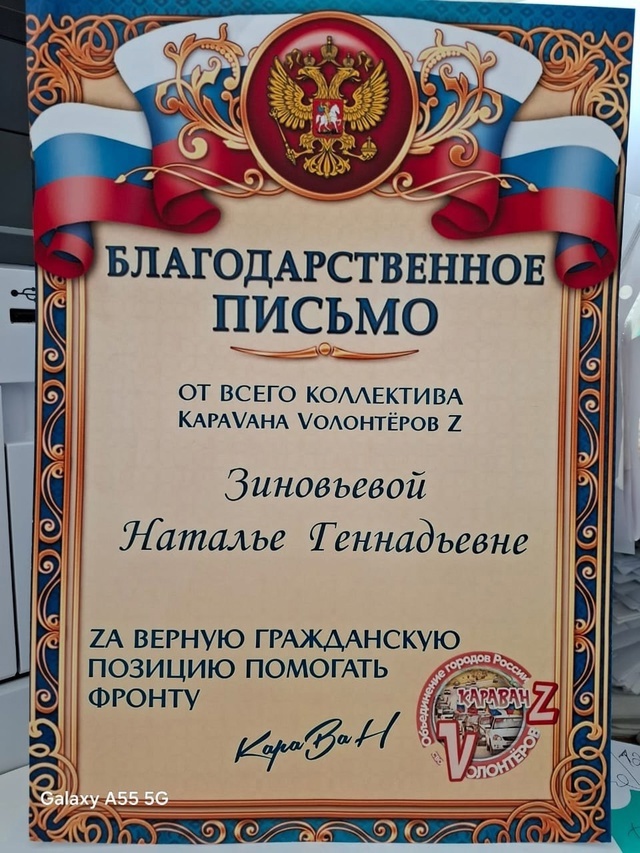 БЛАГОДАРСТВЕННОЕ
ПИСЬМО
ОТ ВСЕГО КОЛЛЕКТИВА
КАРАVАНА VОЛОНТЁРОВ Z
Зиновьевой
Наталье Геннадьевне
ZА ВЕРНУЮ ГРАЖДАНСКУЮ
ПОЗИЦИЮ ПОМОГАТЬ
ФРОНТУ
КараВаН
Объединение городов России
КАРАВАН Z
VОЛОНТЁРОВ
Galaxy A55 5G